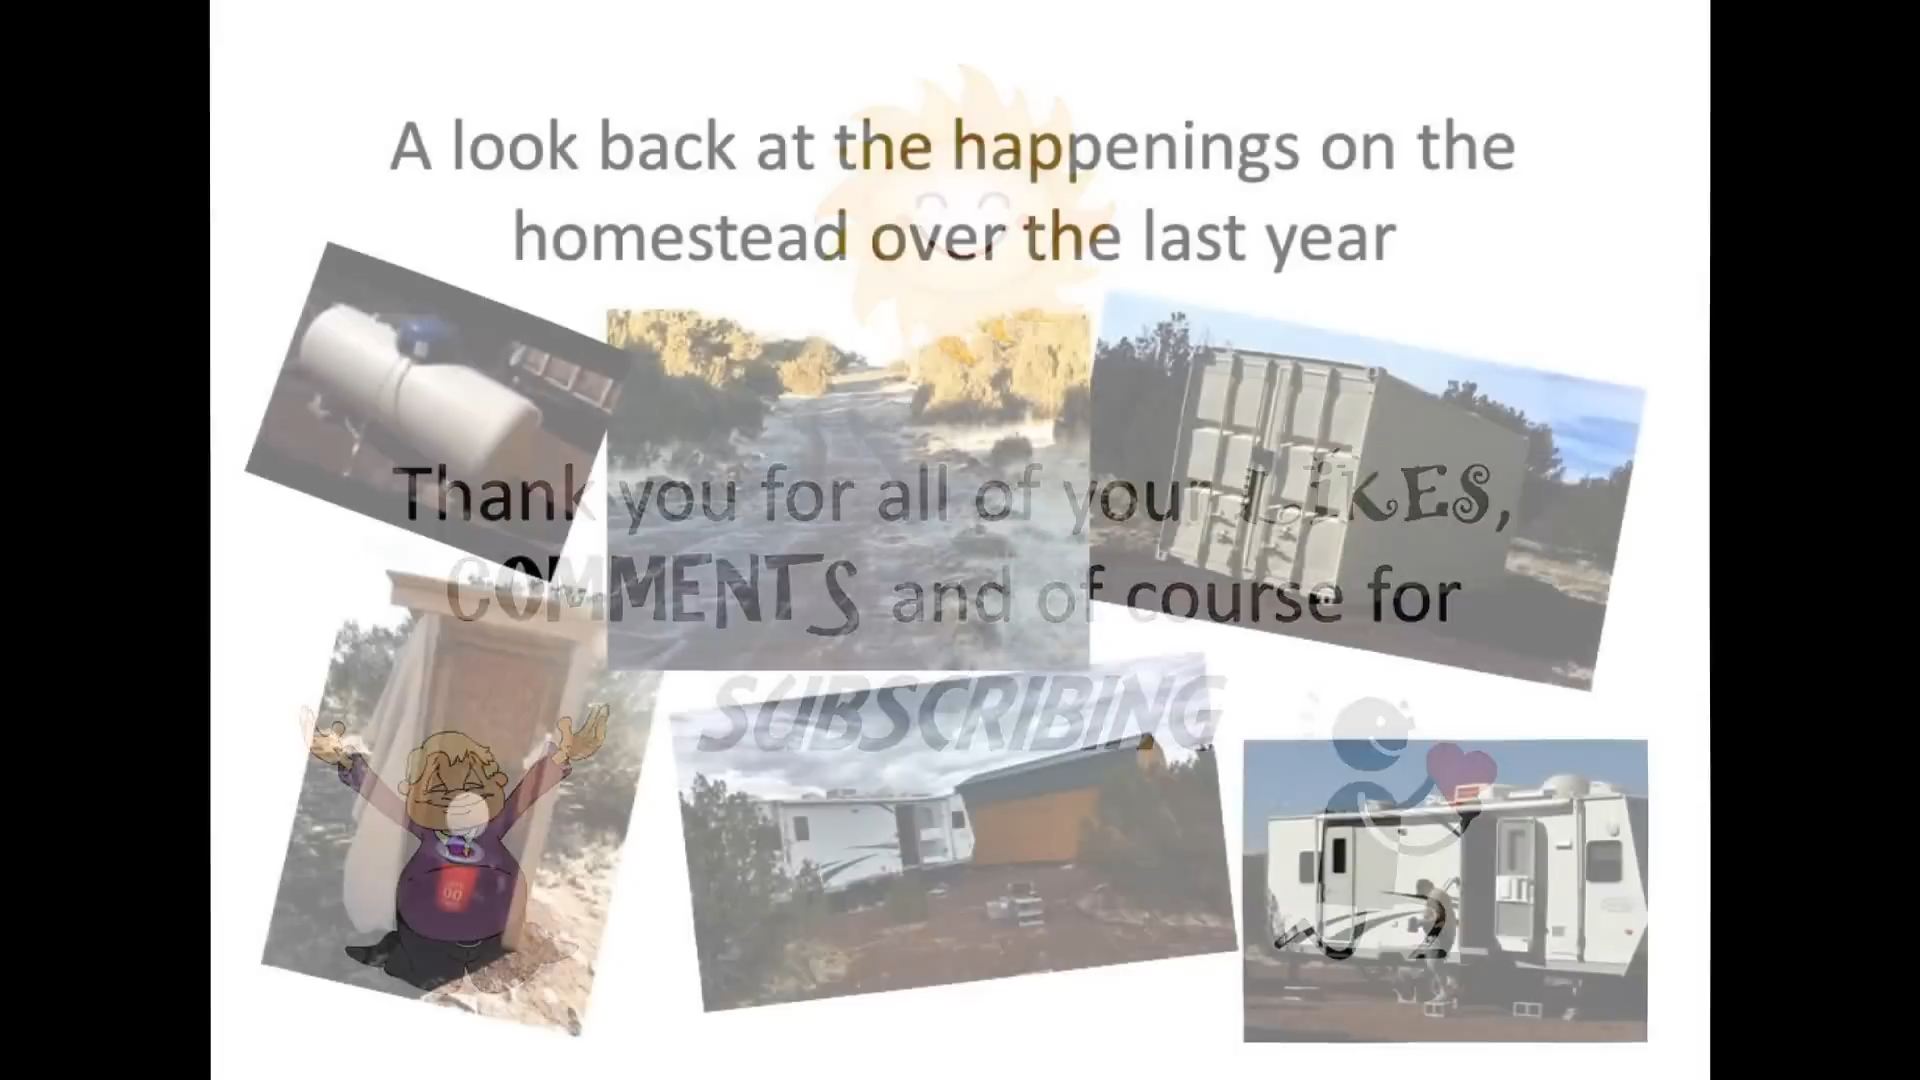 A look back at the happenings on the
homestead over the last year
Thank you for all of your LiKES,
COMMENTS and of course for
SUBSCRIBING